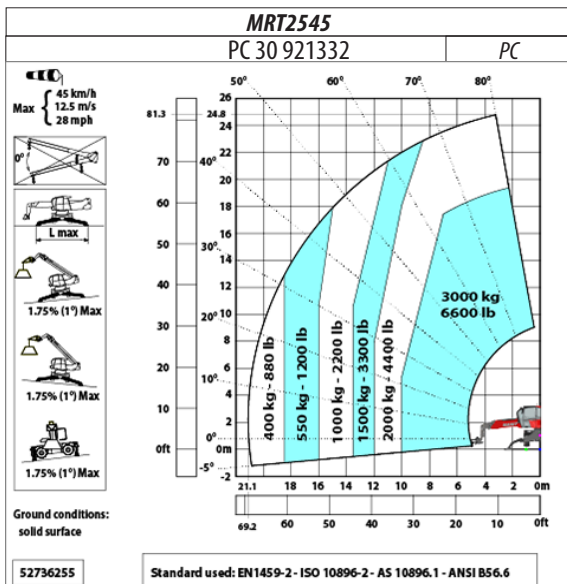 MRT2545
PC 30 921332 PC
Max { 45 km/h
12.5 m/s
28 mph
0°
L max
1.75% (1°) Max
1.75% (1°) Max
1.75% (1°) Max
Ground conditions:
solid surface
52736255
50° 60° 70° 80°
40°
30°
20°
10°
0°
-5°
81.3
70
60
50
40
30
20
10
0ft
26
24.8
24
22
20
18
16
14
12
10
8
6
4
2
0m
-2
400 kg - 880 lb
550 kg - 1200 lb
1000 kg - 2200 lb
1500 kg - 3300 lb
2000 kg - 4400 lb
3000 kg
6600 lb
21.1 18 16 14 12 10 8 6 4 2 0m
69.2 60 50 40 30 20 10 0ft
Standard used: EN1459-2 - ISO 10896-2 - AS 10896.1 - ANSI B56.6